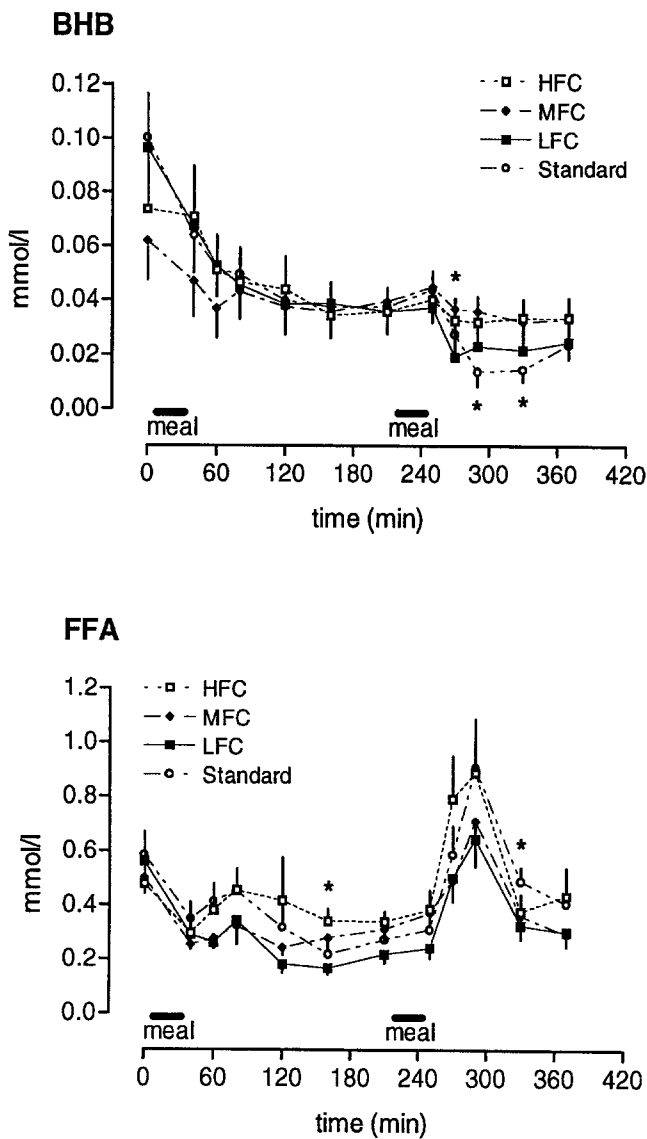 BHB
0.12
0.10
0.08
0.06
0.04
0.02
0.00
mmol/l
HFC
MFC
LFC
Standard
*
* *
meal meal
0 60 120 180 240 300 360 420
time (min)
FFA
1.2
1.0
0.8
0.6
0.4
0.2
0.0
mmol/l
HFC
MFC
LFC
Standard
* *
meal meal
0 60 120 180 240 300 360 420
time (min)